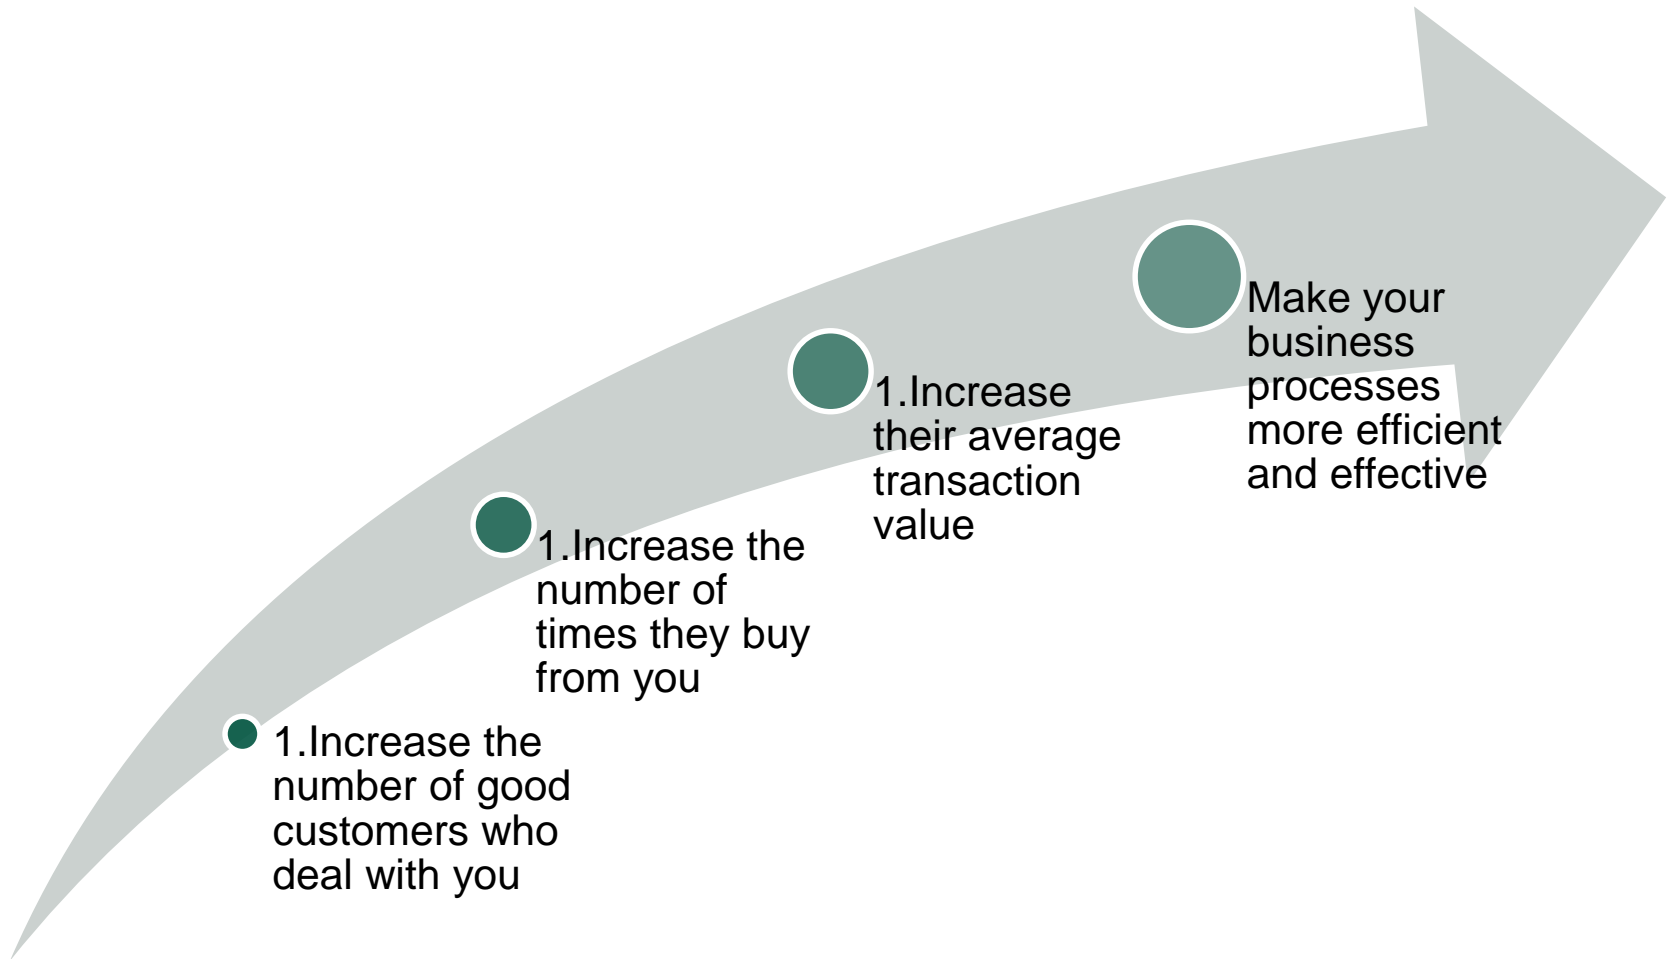 1.Increase the
number of good
customers who
deal with you
1.Increase the
number of
times they buy
from you
1.Increase
their average
transaction
value
Make your
business
processes
more efficient
and effective